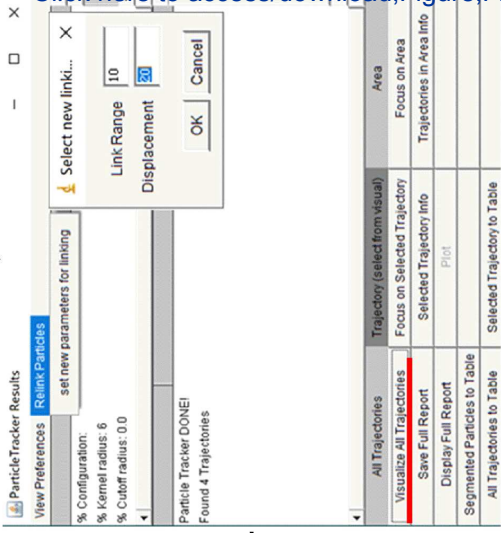 ParticleTracker Results
View Preferences Relink Particles
set new parameters for linking
% Configuration:
% Kernel radius: 6
% Cutoff radius: 0.0
Particle Tracker DONE!
Found 4 Trajectories
Select new linki...
Link Range 10
Displacement 20
OK Cancel
All Trajectories Trajectory (select from visual) Area
Visualize All Trajectories Focus on Selected Trajectory Focus on Area
Save Full Report Selected Trajectory Info Trajectories in Area Info
Display Full Report Plot
Segmented Particles to Table
All Trajectories to Table Selected Trajectory to Table